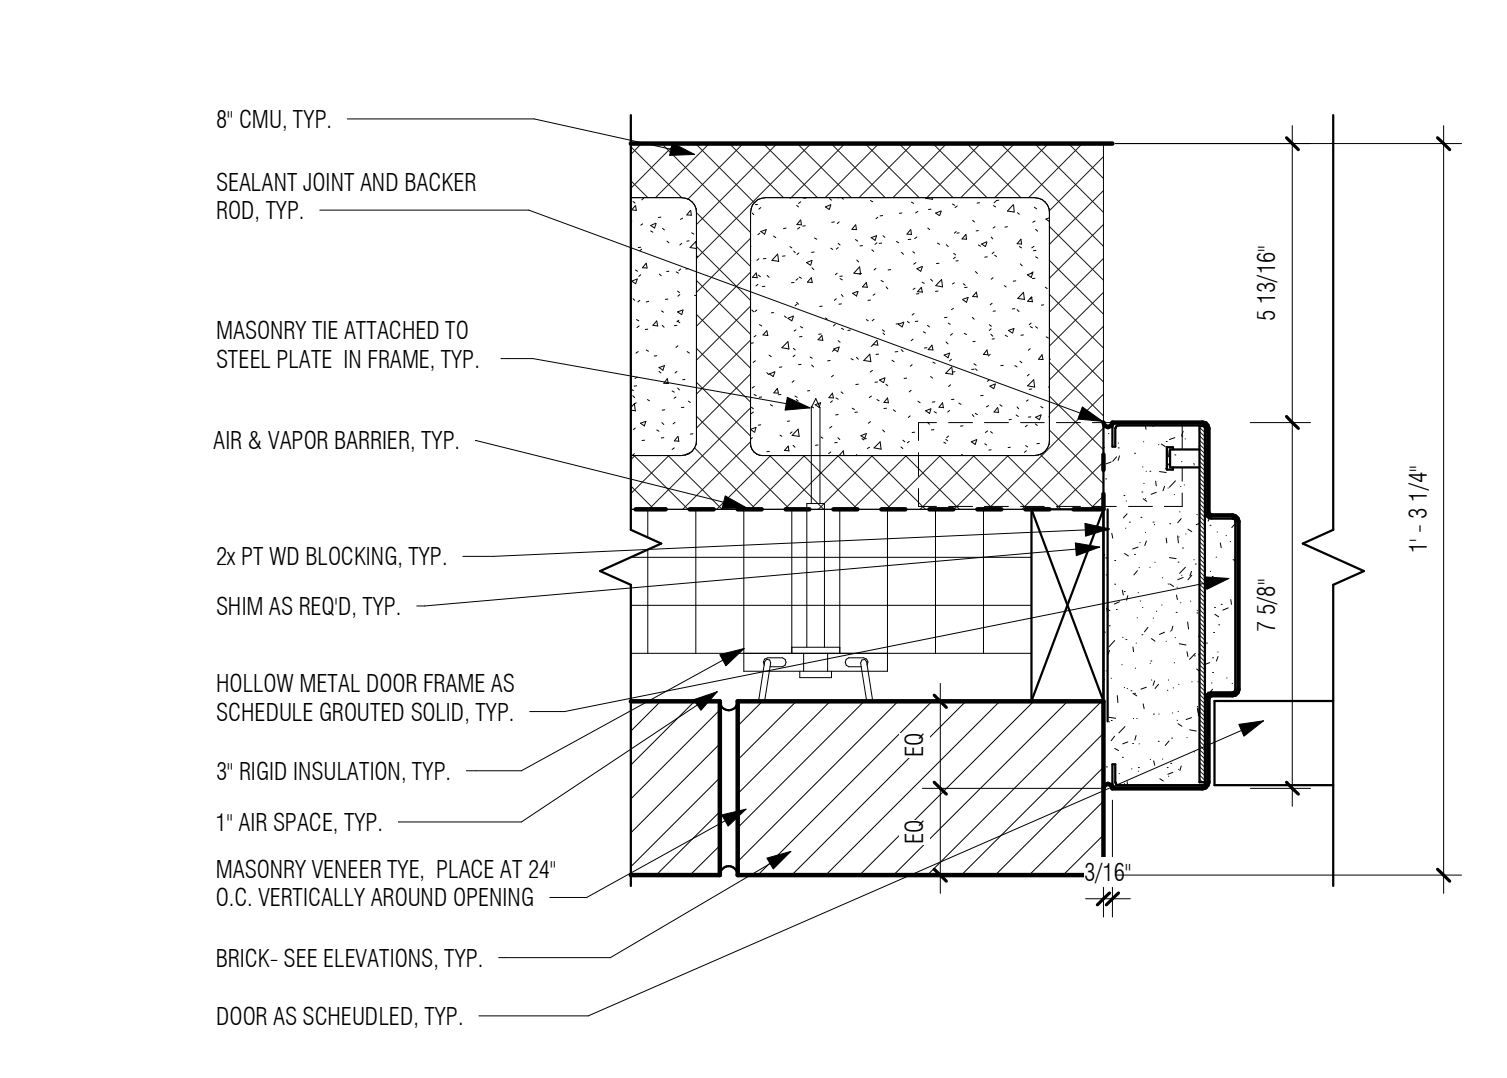 8" CMU, TYP.
SEALANT JOINT AND BACKER
ROD, TYP.
MASONRY TIE ATTACHED TO
STEEL PLATE IN FRAME, TYP.
AIR & VAPOR BARRIER, TYP.
2x PT WD BLOCKING, TYP.
SHIM AS REQ'D, TYP.
HOLLOW METAL DOOR FRAME AS
SCHEDULE GROUTED SOLID, TYP.
3" RIGID INSULATION, TYP.
1" AIR SPACE, TYP.
MASONRY VENEER TYE, PLACE AT 24"
O.C. VERTICALLY AROUND OPENING
BRICK- SEE ELEVATIONS, TYP.
DOOR AS SCHEUDLED, TYP.
EQ
EQ
3/16"
5 13/16"
7 5/8"
1' - 3 1/4"